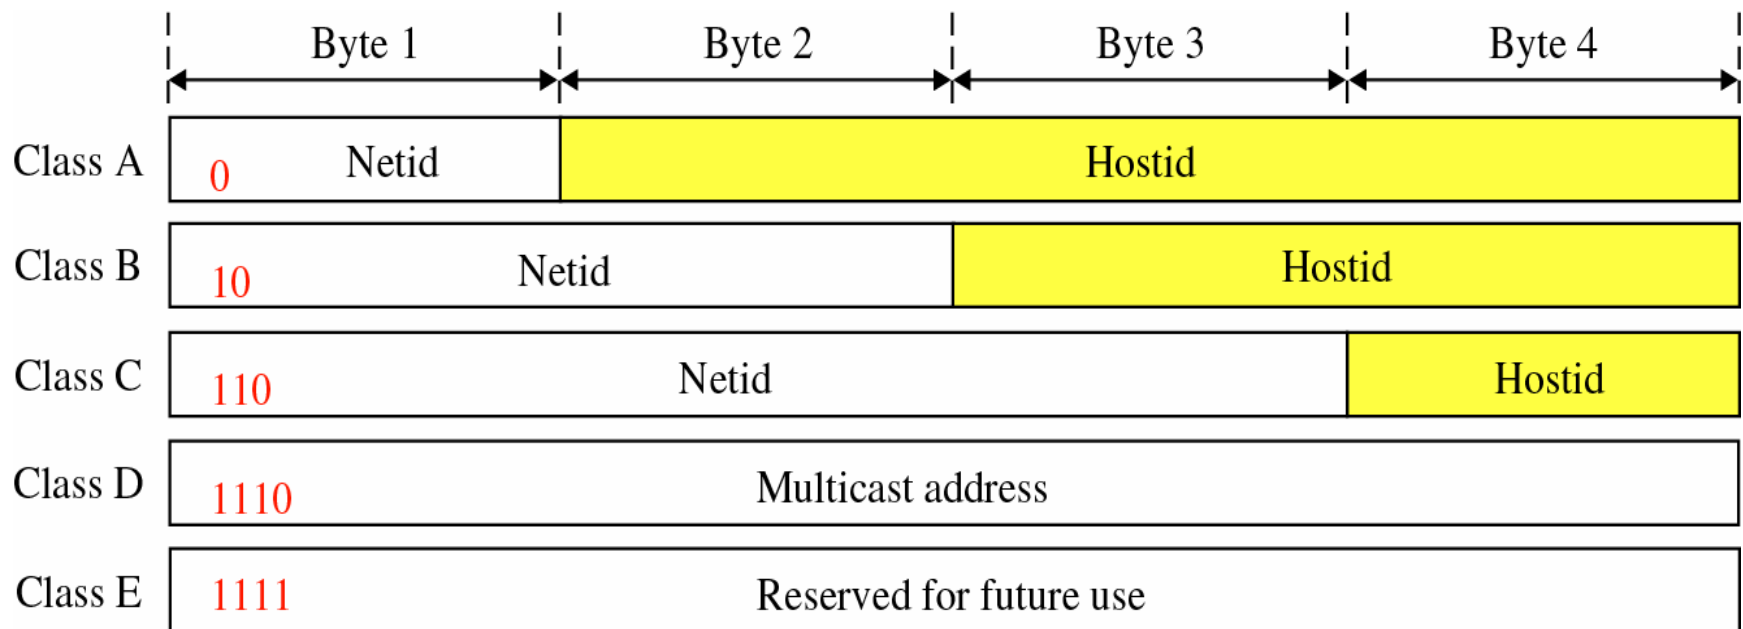 Byte 1 Byte 2 Byte 3 Byte 4
Class A 0 Netid Hostid
Class B 10 Netid Hostid
Class C 110 Netid Hostid
Class D 1110 Multicast address
Class E 1111 Reserved for future use